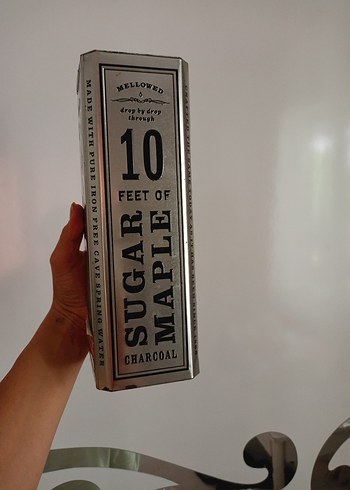 MELLOWED
drop by drop
through
10
FEET OF
SUGAR
MAPLE
CHARCOAL
MADE WITH PURE IRON FREE CAVE SPRING WATER